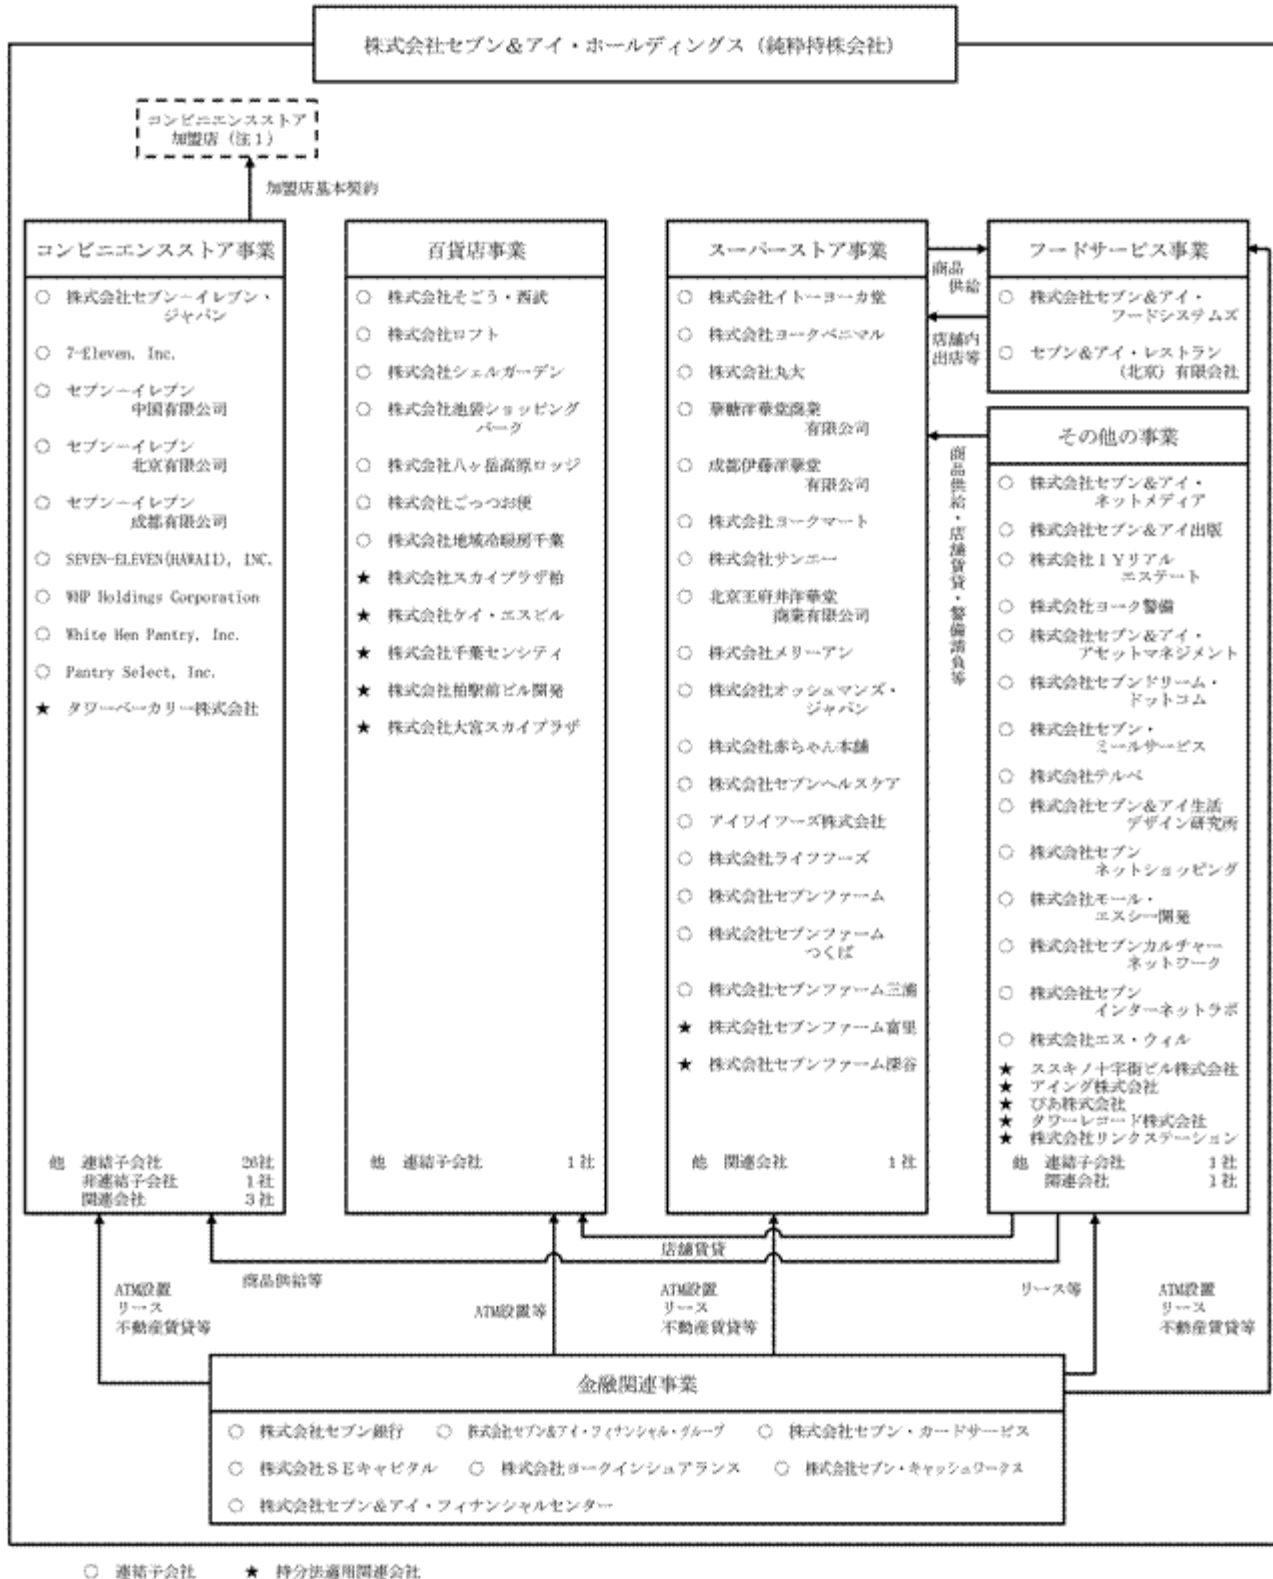 株式会社セブン＆アイ・ホールディングス（純粋持株会社）
コンビニエンスストア
加盟店（注１）
加盟店基本契約
コンビニエンスストア事業
○ 株式会社セブン－イレブン・
ジャパン
○ 7-Eleven, Inc.
○ セブン－イレブン
中国有限公司
○ セブン－イレブン
北京有限公司
○ セブン－イレブン
成都有限公司
○ SEVEN-ELEVEN(HAWAII), INC.
○ WHP Holdings Corporation
○ White Hen Pantry, Inc.
○ Pantry Select, Inc.
★ タワーベーカリー株式会社
他 連結子会社 26社
非連結子会社 １社
関連会社 ３社
百貨店事業
○ 株式会社そごう・西武
○ 株式会社ロフト
○ 株式会社シェルガーデン
○ 株式会社池袋ショッピング
パーク
○ 株式会社八ヶ岳高原ロッジ
○ 株式会社ごっつお便
○ 株式会社地域冷暖房千葉
★ 株式会社スカイプラザ柏
★ 株式会社ケイ・エスビル
★ 株式会社千葉センシティ
★ 株式会社柏駅前ビル開発
★ 株式会社大宮スカイプラザ
他 連結子会社 １社
スーパーストア事業
○ 株式会社イトーヨーカ堂
○ 株式会社ヨークベニマル
○ 株式会社丸大
○ 華糖洋華堂商業
有限公司
○ 成都伊藤洋華堂
有限公司
○ 株式会社ヨークマート
○ 株式会社サンエー
○ 北京王府井洋華堂
商業有限公司
○ 株式会社メリーアン
○ 株式会社オッシュマンズ・
ジャパン
○ 株式会社赤ちゃん本舗
○ 株式会社セブンヘルスケア
○ アイワイフーズ株式会社
○ 株式会社ライフフーズ
○ 株式会社セブンファーム
○ 株式会社セブンファーム
つくば
○ 株式会社セブンファーム三浦
★ 株式会社セブンファーム富里
★ 株式会社セブンファーム深谷
他 関連会社 １社
商品
供給
店舗内
出店等
商品供給・店舗賃貸・警備請負等
フードサービス事業
○ 株式会社セブン＆アイ・
フードシステムズ
○ セブン＆アイ・レストラン
（北京）有限会社
その他の事業
○ 株式会社セブン＆アイ・
ネットメディア
○ 株式会社セブン＆アイ出版
○ 株式会社ＩＹリアル
エステート
○ 株式会社ヨーク警備
○ 株式会社セブン＆アイ・
アセットマネジメント
○ 株式会社セブンドリーム・
ドットコム
○ 株式会社セブン・
ミールサービス
○ 株式会社テルベ
○ 株式会社セブン＆アイ生活
デザイン研究所
○ 株式会社セブン
ネットショッピング
○ 株式会社モール・
エスシー開発
○ 株式会社セブンカルチャー
ネットワーク
○ 株式会社セブン
インターネットラボ
○ 株式会社エス・ウィル
★ ススキノ十字街ビル株式会社
★ アイング株式会社
★ ぴあ株式会社
★ タワーレコード株式会社
★ 株式会社リンクステーション
他 連結子会社 １社
関連会社 １社
店舗賃貸
商品供給等
ATM設置
リース
不動産賃貸等
ATM設置等
ATM設置
リース
不動産賃貸等
リース等
ATM設置
リース
不動産賃貸等
金融関連事業
○ 株式会社セブン銀行 ○ 株式会社セブン＆アイ・フィナンシャル・グループ ○ 株式会社セブン・カードサービス
○ 株式会社ＳＥキャピタル ○ 株式会社ヨークインシュアランス ○ 株式会社セブン・キャッシュワークス
○ 株式会社セブン＆アイ・フィナンシャルセンター
○ 連結子会社 ★ 持分法適用関連会社